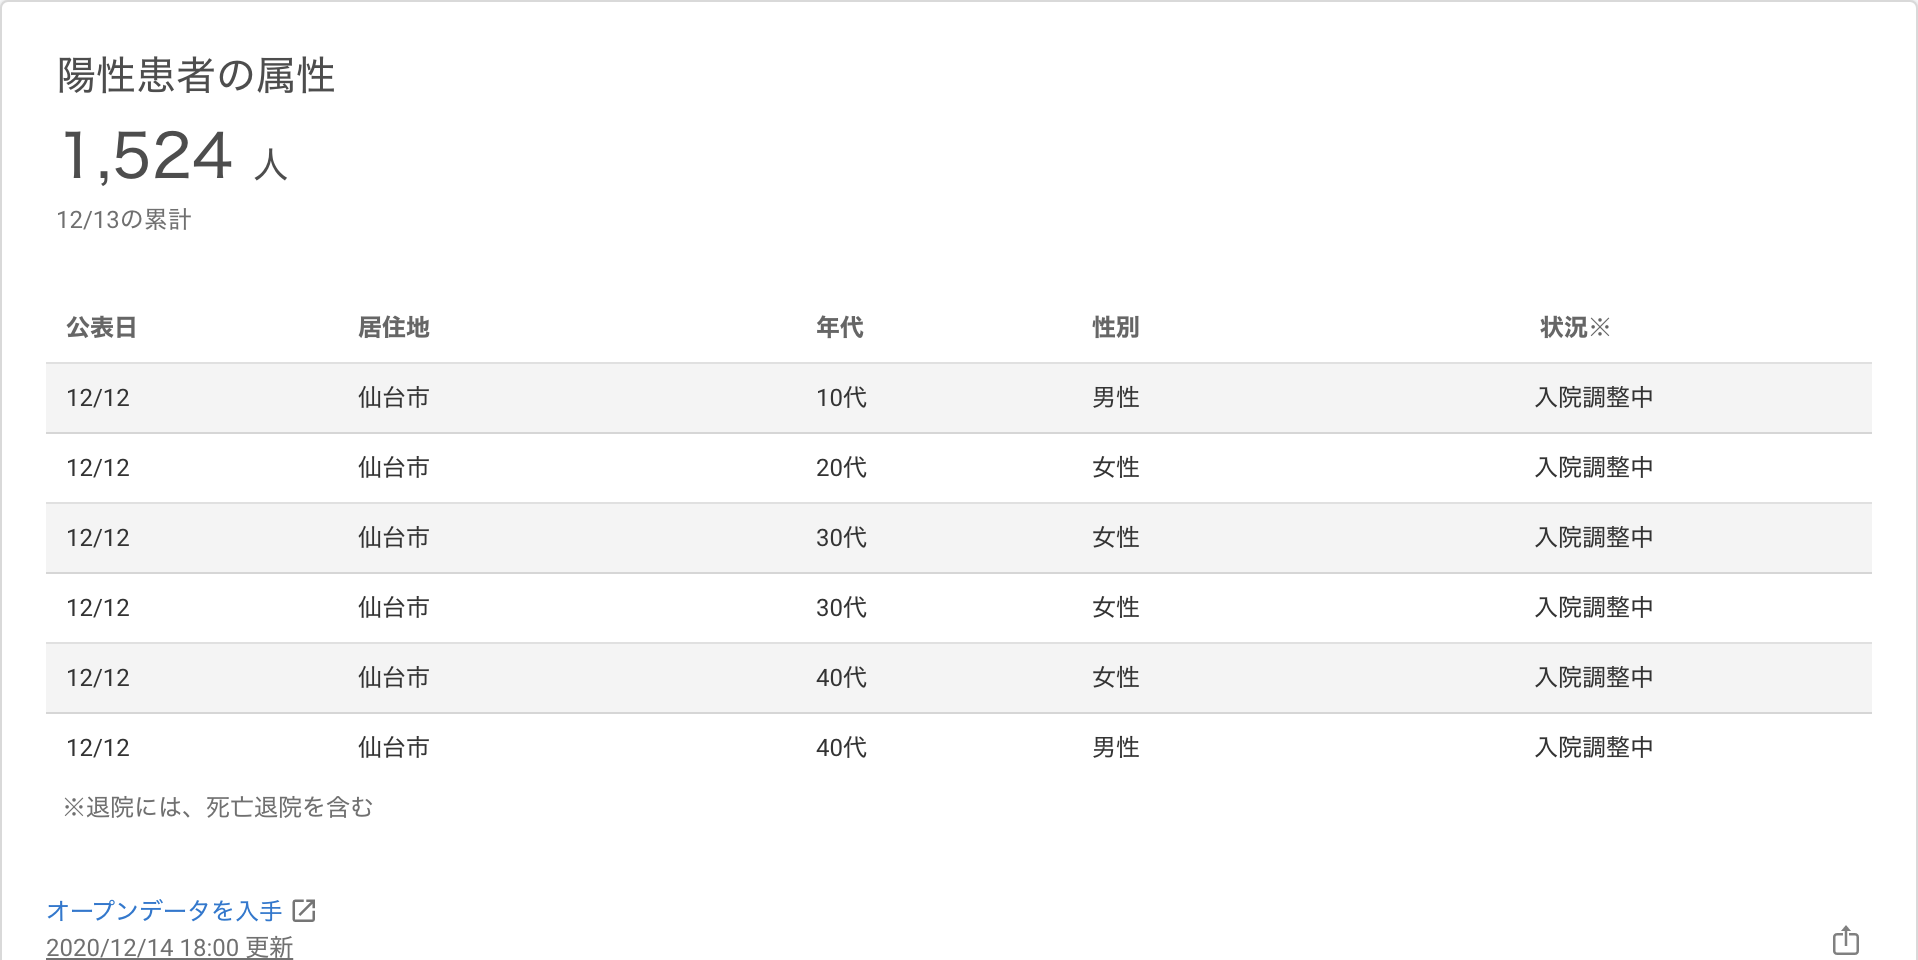 陽性患者の属性
1,524 人
12/13の累計
公表日 居住地 年代 性別 状況※
12/12 仙台市 10代 男性 入院調整中
12/12 仙台市 20代 女性 入院調整中
12/12 仙台市 30代 女性 入院調整中
12/12 仙台市 30代 女性 入院調整中
12/12 仙台市 40代 女性 入院調整中
12/12 仙台市 40代 男性 入院調整中
※退院には、死亡退院を含む
オープンデータを入手
2020/12/14 18:00 更新